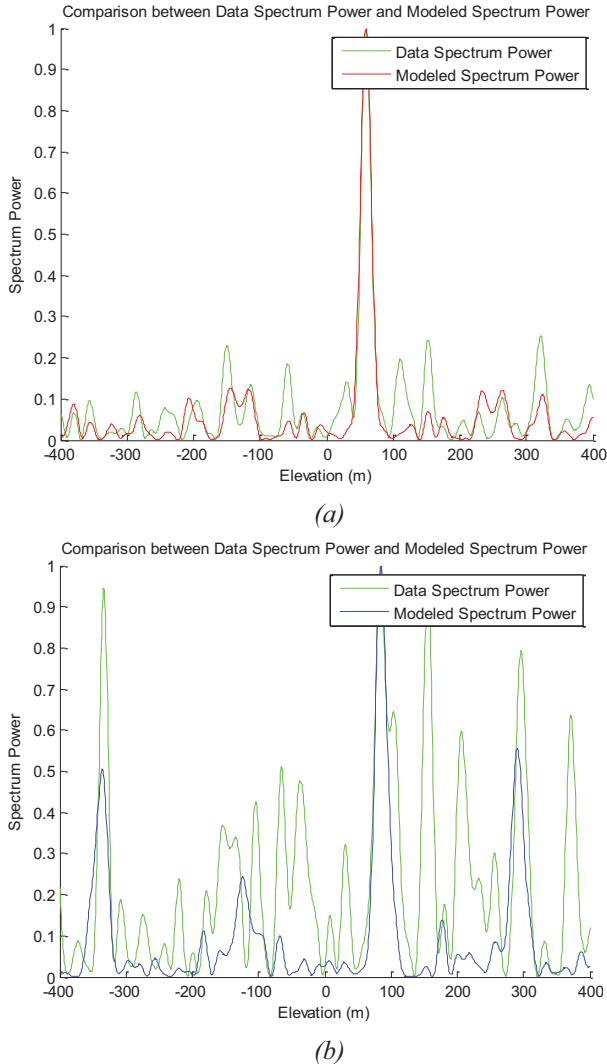 Comparison between Data Spectrum Power and Modeled Spectrum Power
1
0.9
0.8
0.7
0.6
0.5
0.4
0.3
0.2
0.1
0
Spectrum Power
Data Spectrum Power
Modeled Spectrum Power
-400 -300 -200 -100 0 100 200 300 400
Elevation (m)
(a)
Comparison between Data Spectrum Power and Modeled Spectrum Power
1
0.9
0.8
0.7
0.6
0.5
0.4
0.3
0.2
0.1
0
Spectrum Power
Data Spectrum Power
Modeled Spectrum Power
-400 -300 -200 -100 0 100 200 300 400
Elevation (m)
(b)